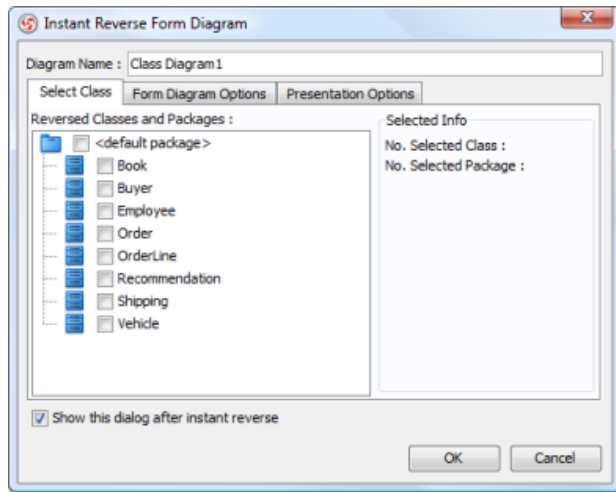 Instant Reverse Form Diagram
Diagram Name : Class Diagram1
Select Class Form Diagram Options Presentation Options
Reversed Classes and Packages :
<default package>
Book
Buyer
Employee
Order
OrderLine
Recommendation
Shipping
Vehicle
Selected Info
No. Selected Class :
No. Selected Package :
Show this dialog after instant reverse
OK Cancel